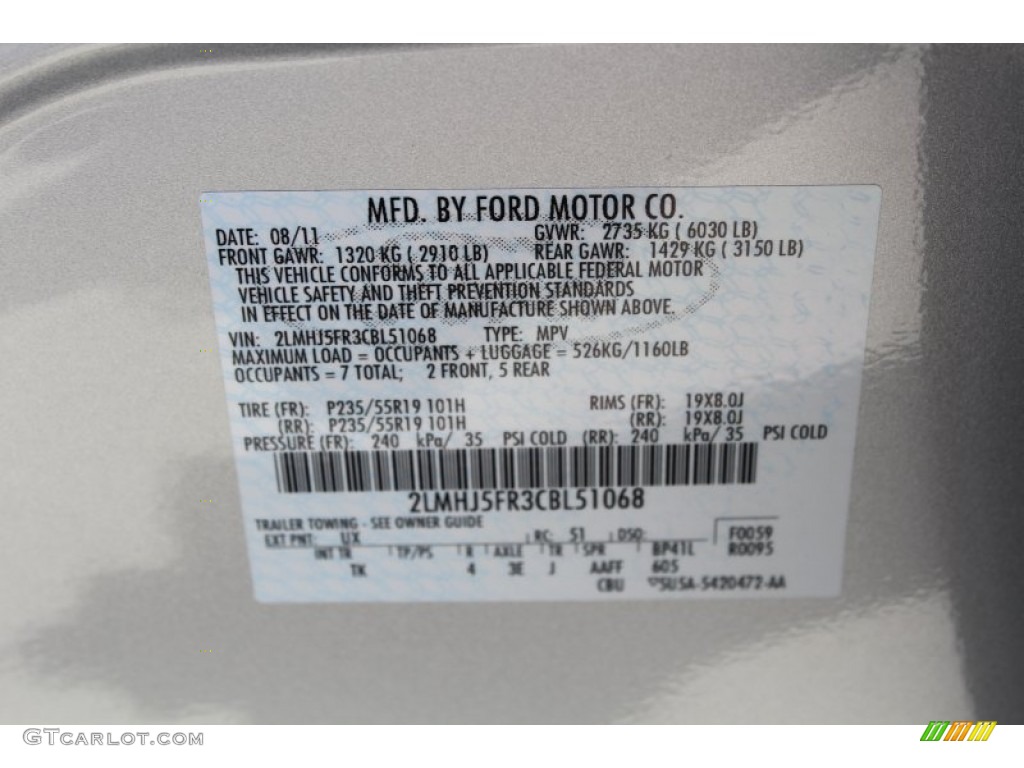 MFD. BY FORD MOTOR CO.
DATE: 08/11 GVWR: 2735 KG ( 6030 LB)
FRONT GAWR: 1320 KG ( 2910 LB) REAR GAWR: 1429 KG ( 3150 LB)
THIS VEHICLE CONFORMS TO ALL APPLICABLE FEDERAL MOTOR
VEHICLE SAFETY AND THEFT PREVENTION STANDARDS
IN EFFECT ON THE DATE OF MANUFACTURE SHOWN ABOVE.
VIN: 2LMHJ5FR3CBL51068 TYPE: MPV
MAXIMUM LOAD = OCCUPANTS + LUGGAGE = 526KG/1160LB
OCCUPANTS = 7 TOTAL; 2 FRONT, 5 REAR
TIRE (FR): P235/55R19 101H RIMS (FR): 19X8.0J
(RR): P235/55R19 101H (RR): 19X8.0J
PRESSURE (FR): 240 kPa/ 35 PSI COLD (RR): 240 kPa/ 35 PSI COLD
2LMHJ5FR3CBL51068
TRAILER TOWING - SEE OWNER GUIDE
EXT PNT: UX RC: 51 DSO: F0059
INT TR TP/PS R AXLE TR SPR BP41L R0095
TK 4 3E J AAFF 605
CBU 5U5A-5420472-AA
GTCARLOT.COM